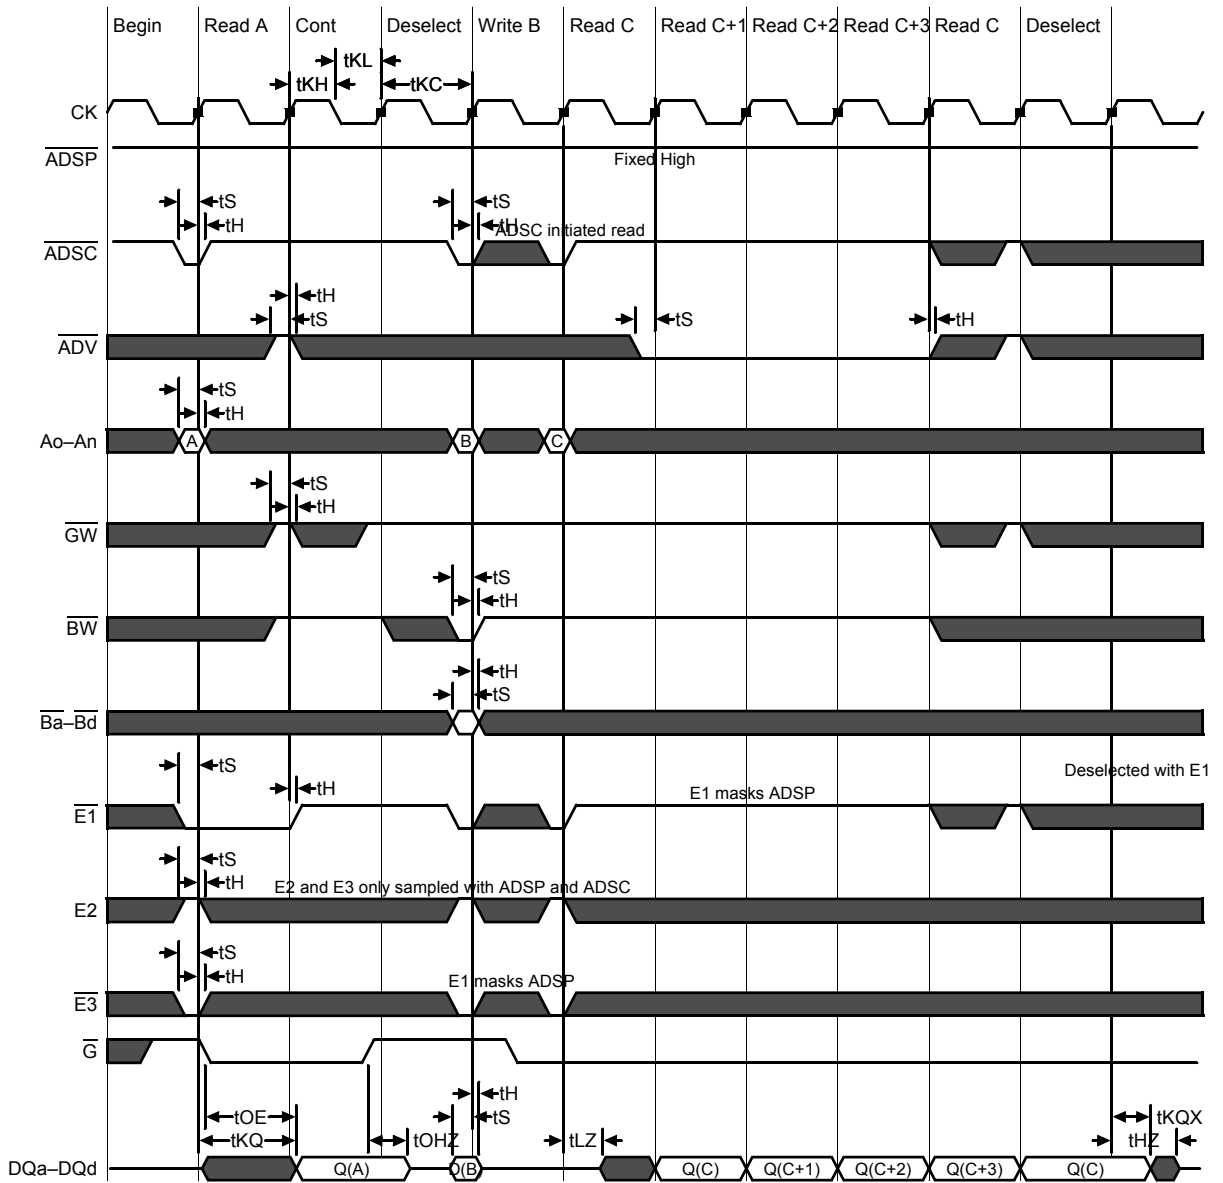 Begin Read A Cont Deselect Write B Read C Read C+1 Read C+2 Read C+3 Read C Deselect
tKL
tKH tKC
CK
ADSP Fixed High
tS tS
tH tH
ADSC initiated read
ADSC
tH
tS tS tH
ADV
tS
tH
Ao–An A B C
tS
tH
GW
tS
tH
BW
tH
tS
Ba–Bd
tS Deselected with E1
tH
E1 masks ADSP
E1
tS
tH E2 and E3 only sampled with ADSP and ADSC
E2
tS
tH E1 masks ADSP
E3
G
tH
tOE tS tKQX
tKQ tOHZ tLZ tHZ
DQa–DQd Q(A) D(B Q(C) Q(C+1) Q(C+2) Q(C+3) Q(C)